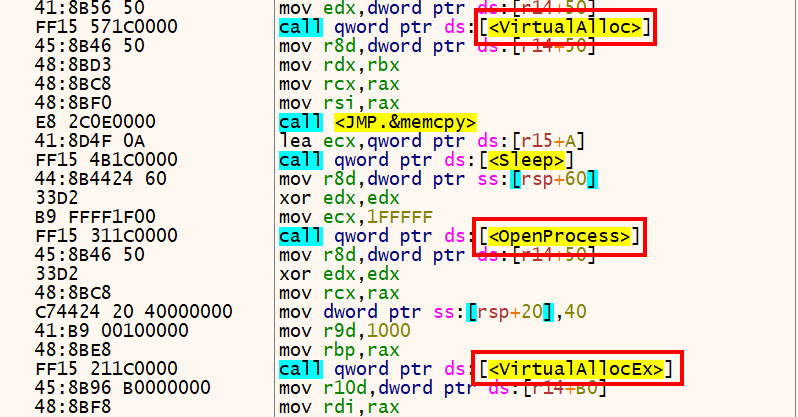 41:8B56 50 mov edx,dword ptr ds:[r14+50]
FF15 571C0000 call qword ptr ds:[<VirtualAlloc>]
45:8B46 50 mov r8d,dword ptr ds:[r14+50]
48:8BD3 mov rdx,rbx
48:8BC8 mov rcx,rax
48:8BF0 mov rsi,rax
E8 2C0E0000 call <JMP.&memcpy>
41:8D4F 0A lea ecx,qword ptr ds:[r15+A]
FF15 4B1C0000 call qword ptr ds:[<Sleep>]
44:8B4424 60 mov r8d,dword ptr ss:[rsp+60]
33D2 xor edx,edx
B9 FFFF1F00 mov ecx,1FFFFF
FF15 311C0000 call qword ptr ds:[<OpenProcess>]
45:8B46 50 mov r8d,dword ptr ds:[r14+50]
33D2 xor edx,edx
48:8BC8 mov rcx,rax
C74424 20 40000000 mov dword ptr ss:[rsp+20],40
41:B9 00100000 mov r9d,1000
48:8BE8 mov rbp,rax
FF15 211C0000 call qword ptr ds:[<VirtualAllocEx>]
45:8B96 B0000000 mov r10d,dword ptr ds:[r14+B0]
48:8BF8 mov rdi,rax